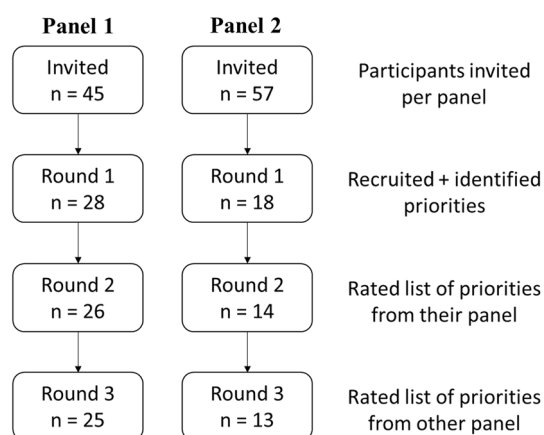 Panel 1
Panel 2
Invited
n = 45
Invited
n = 57
Participants invited
per panel
Round 1
n = 28
Round 1
n = 18
Recruited + identified
priorities
Round 2
n = 26
Round 2
n = 14
Rated list of priorities
from their panel
Round 3
n = 25
Round 3
n = 13
Rated list of priorities
from other panel